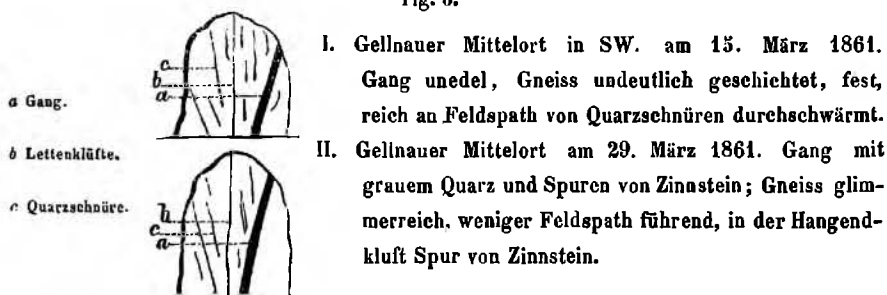 Fig. 6.
I. Gellnauer Mittelort in SW. am 15. März 1861.
Gang unedel, Gneiss undeutlich geschichtet, fest,
reich an Feldspath von Quarzschnüren durchschwärmt.
II. Gellnauer Mittelort am 29. März 1861. Gang mit
grauem Quarz und Spuren von Zinnstein; Gneiss glim-
merreich, weniger Feldspath führend, in der Hangend-
kluft Spur von Zinnstein.
a Gang.
b Lettenklüfte.
c Quarzschnüre.
c
b
a
b
c
a